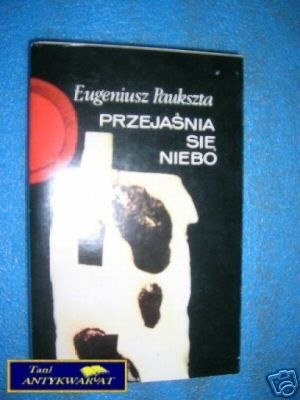 Eugeniusz Paukszta
PRZEJAŚNIA
SIĘ
NIEBO
Tani
ANTYKWARIAT